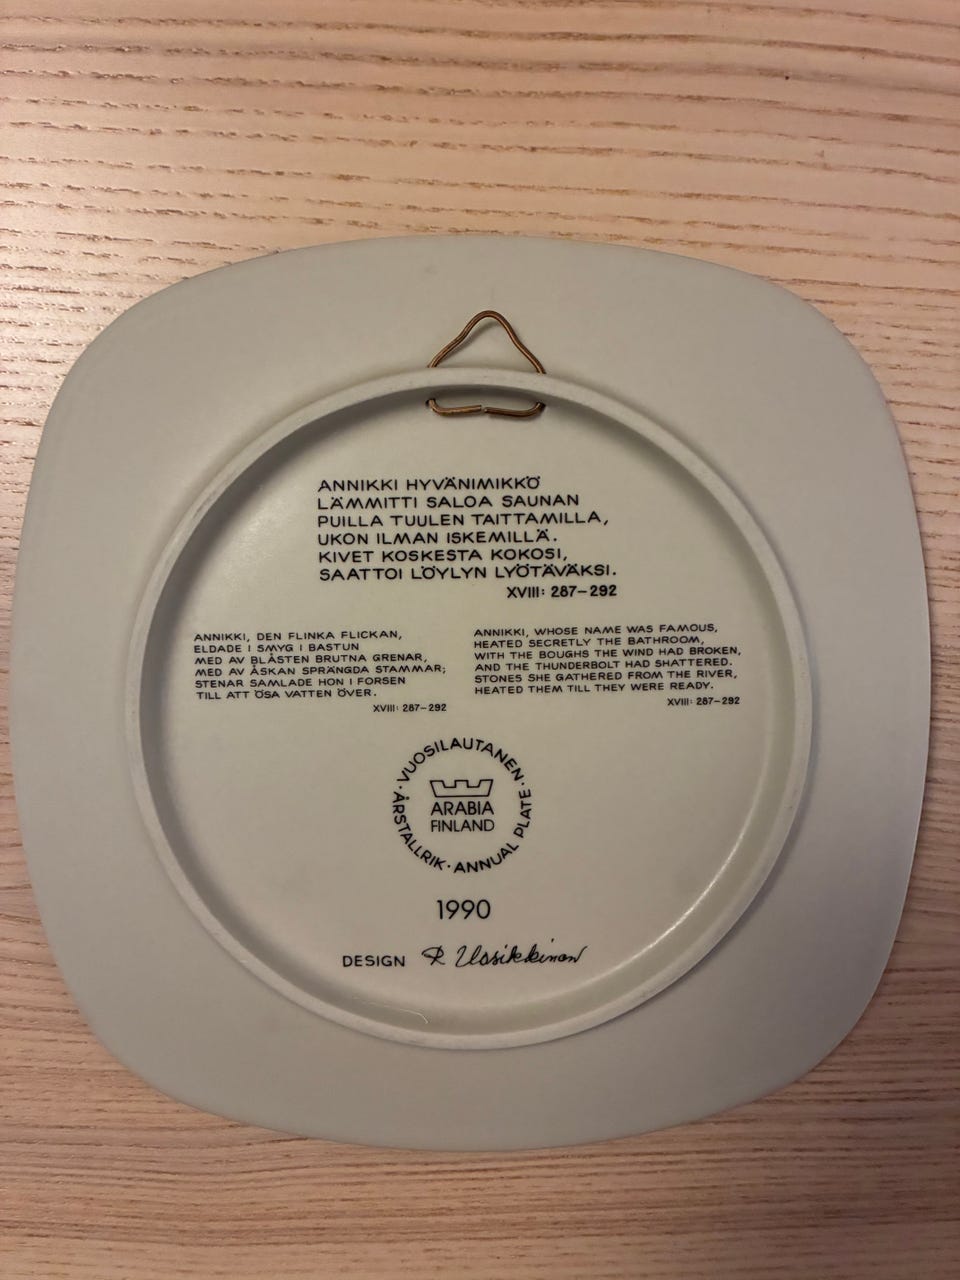 ANNIKKI HYVÄNIMIKKÖ
LÄMMITTI SALOA SAUNAN
PUILLA TUULEN TAITTAMILLA,
UKON ILMAN ISKEMILLÄ.
KIVET KOSKESTA KOKOSI,
SAATTOI LÖYLYN LYÖTÄVÄKSI.
XVIII: 287-292
ANNIKKI, DEN FLINKA FLICKAN,
ELDADE I SMYG I BASTUN
MED AV BLÅSTEN BRUTNA GRENAR,
MED AV ÅSKAN SPRÄNGDA STAMMAR;
STENAR SAMLADE HON I FORSEN
TILL ATT ÖSA VATTEN ÖVER.
XVIII: 287-292
ANNIKKI, WHOSE NAME WAS FAMOUS,
HEATED SECRETLY THE BATHROOM,
WITH THE BOUGHS THE WIND HAD BROKEN,
AND THE THUNDERBOLT HAD SHATTERED.
STONES SHE GATHERED FROM THE RIVER,
HEATED THEM TILL THEY WERE READY.
XVIII: 287-292
·VUOSILAUTANEN·
ARABIA
FINLAND
ÅRSTALLRIK·ANNUAL PLATE
1990
DESIGN R Uosikkinen